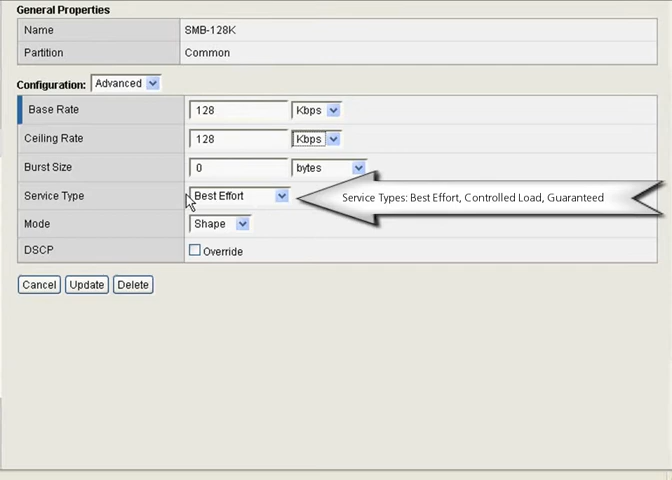 General Properties
Name SMB-128K
Partition Common
Configuration: Advanced
Base Rate 128 Kbps
Ceiling Rate 128 Kbps
Burst Size 0 bytes
Service Type Best Effort Service Types: Best Effort, Controlled Load, Guaranteed
Mode Shape
DSCP Override
Cancel Update Delete